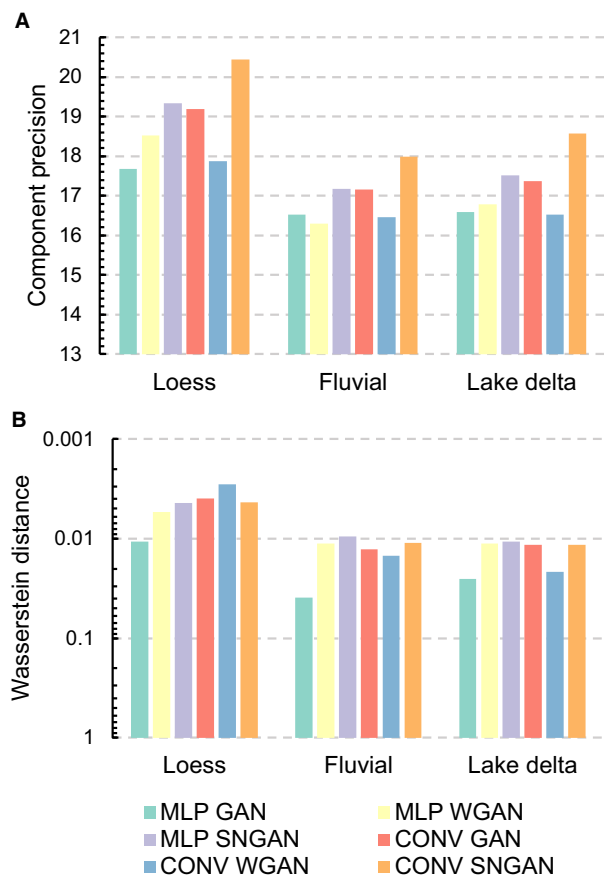 A
Component precision
21
20
19
18
17
16
15
14
13
Loess Fluvial Lake delta
B
Wasserstein distance
0.001
0.01
0.1
1
Loess Fluvial Lake delta
MLP GAN MLP WGAN
MLP SNGAN CONV GAN
CONV WGAN CONV SNGAN